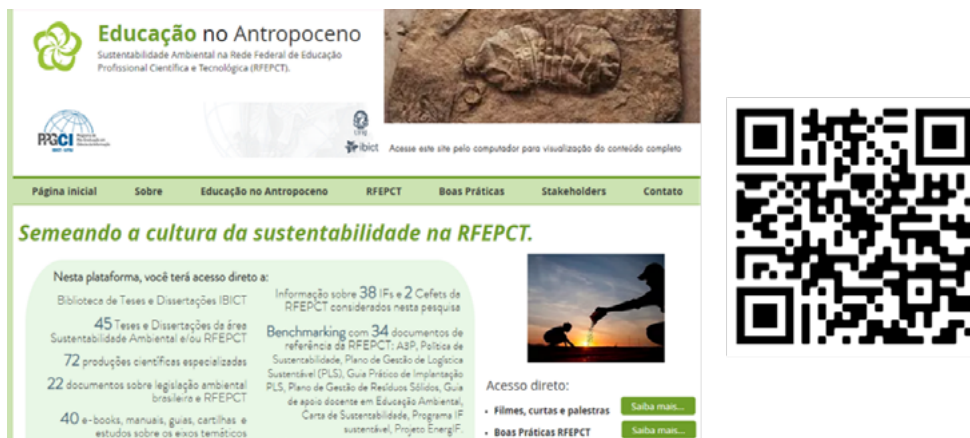 Educação no Antropoceno
Sustentabilidade Ambiental na Rede Federal de Educação
Profissional Científica e Tecnológica (RFEPCT).
PPGCI
ibict
Acesse este site pelo computador para visualização do conteúdo completo
Página inicial Sobre Educação no Antropoceno RFEPCT Boas Práticas Stakeholders Contato
Semeando a cultura da sustentabilidade na RFEPCT.
Nesta plataforma, você terá acesso direto a:
Biblioteca de Teses e Dissertações IBICT
45 Teses e Dissertações da área
Sustentabilidade Ambiental e/ou RFEPCT
72 produções científicas especializadas
22 documentos sobre legislação ambiental
brasileira e RFEPCT
40 e-books, manuais, guias, cartilhas e
estudos sobre os eixos temáticos
Informação sobre 38 IFs e 2 Cefets da
RFEPCT considerados nesta pesquisa
Benchmarking com 34 documentos de
referência da RFEPCT: A3P, Política de
Sustentabilidade, Plano de Gestão de Logística
Sustentável (PLS), Guia Prático de Implantação
PLS, Plano de Gestão de Resíduos Sólidos, Guia
de apoio docente em Educação Ambiental,
Carta de Sustentabilidade, Programa IF
sustentável, Projeto EnergIF.
Acesso direto:
• Filmes, curtas e palestras Saiba mais...
• Boas Práticas RFEPCT Saiba mais...